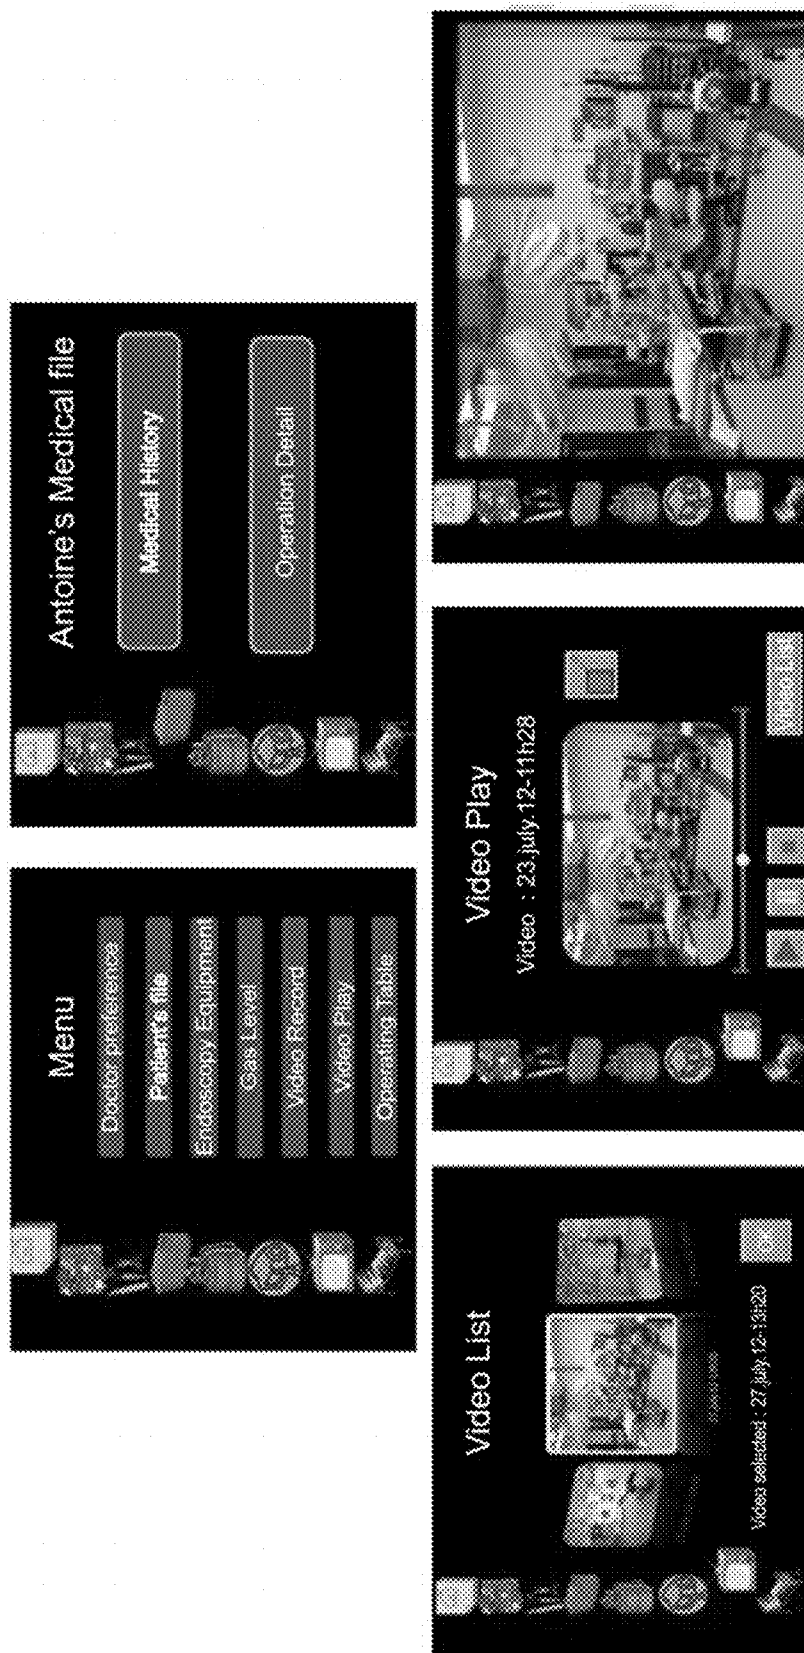 Menu
Doctor preference
Patient's file
Endoscopy Equipment
Gas Level
Video Record
Video Play
Operating Table
Antoine's Medical file
Medical History
Operation Detail
Video List
Video selected : 27.july.12-13h20
Video Play
Video : 23.july.12-11h28